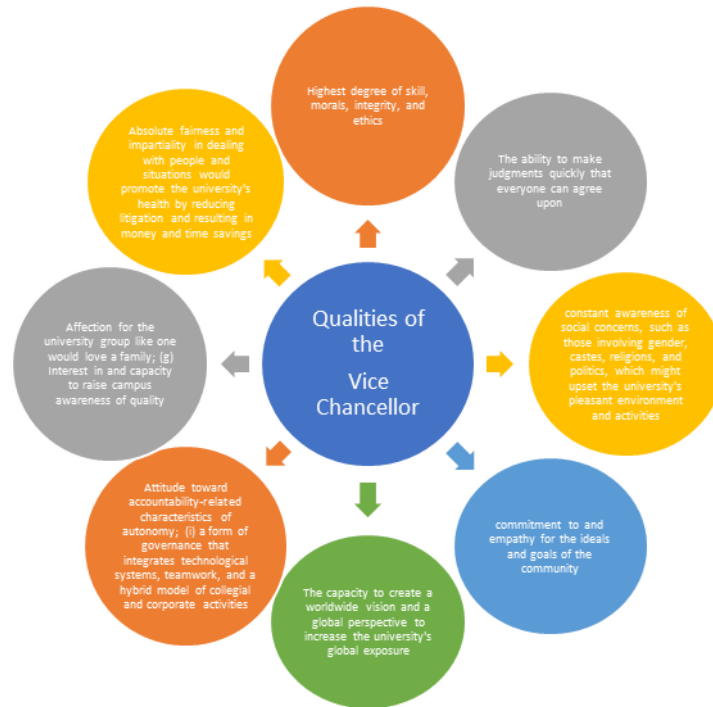 Highest degree of skill,
morals, integrity, and
ethics
The ability to make
judgments quickly that
everyone can agree
upon
constant awareness of
social concerns, such as
those involving gender,
castes, religions, and
politics, which might
upset the university's
pleasant environment
and activities
commitment to and
empathy for the ideals
and goals of the
community
The capacity to create a
worldwide vision and a
global perspective to
increase the university's
global exposure
Attitude toward
accountability-related
characteristics of
autonomy; (i) a form of
governance that
integrates technological
systems, teamwork, and a
hybrid model of collegial
and corporate activities
Affection for the
university group like one
would love a family; (g)
Interest in and capacity
to raise campus
awareness of quality
Absolute fairness and
impartiality in dealing
with people and
situations would
promote the university's
health by reducing
litigation and resulting in
money and time savings
Qualities of
the
Vice
Chancellor